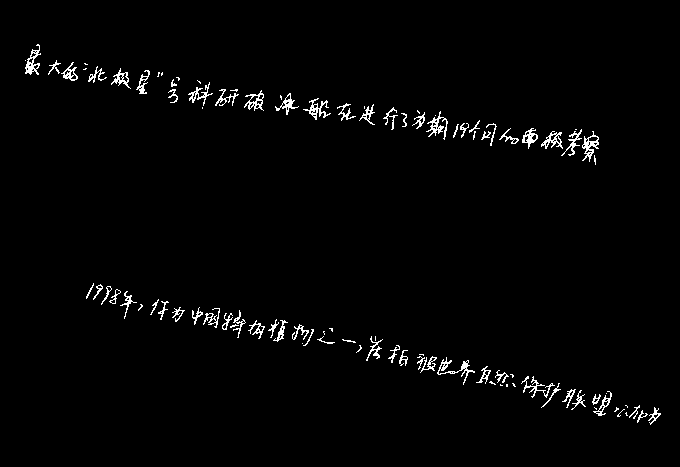 最大的“北极星”号科研破冰船在进行了为期19个月的南极考察
1998年,作为中国特有植物之一,崖柏被世界自然保护联盟公布为